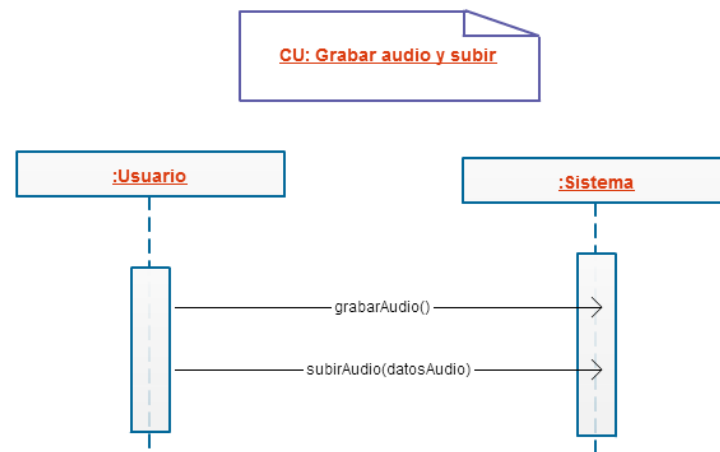 CU: Grabar audio y subir
:Usuario
:Sistema
grabarAudio()
subirAudio(datosAudio)